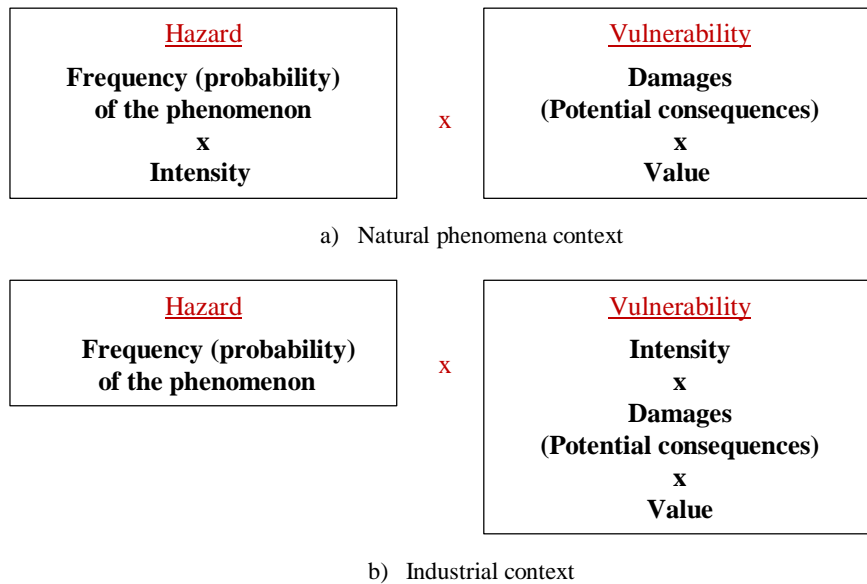 Hazard
Frequency (probability)
of the phenomenon
x
Intensity
x
Vulnerability
Damages
(Potential consequences)
x
Value
a) Natural phenomena context
Hazard
Frequency (probability)
of the phenomenon
x
Vulnerability
Intensity
x
Damages
(Potential consequences)
x
Value
b) Industrial context